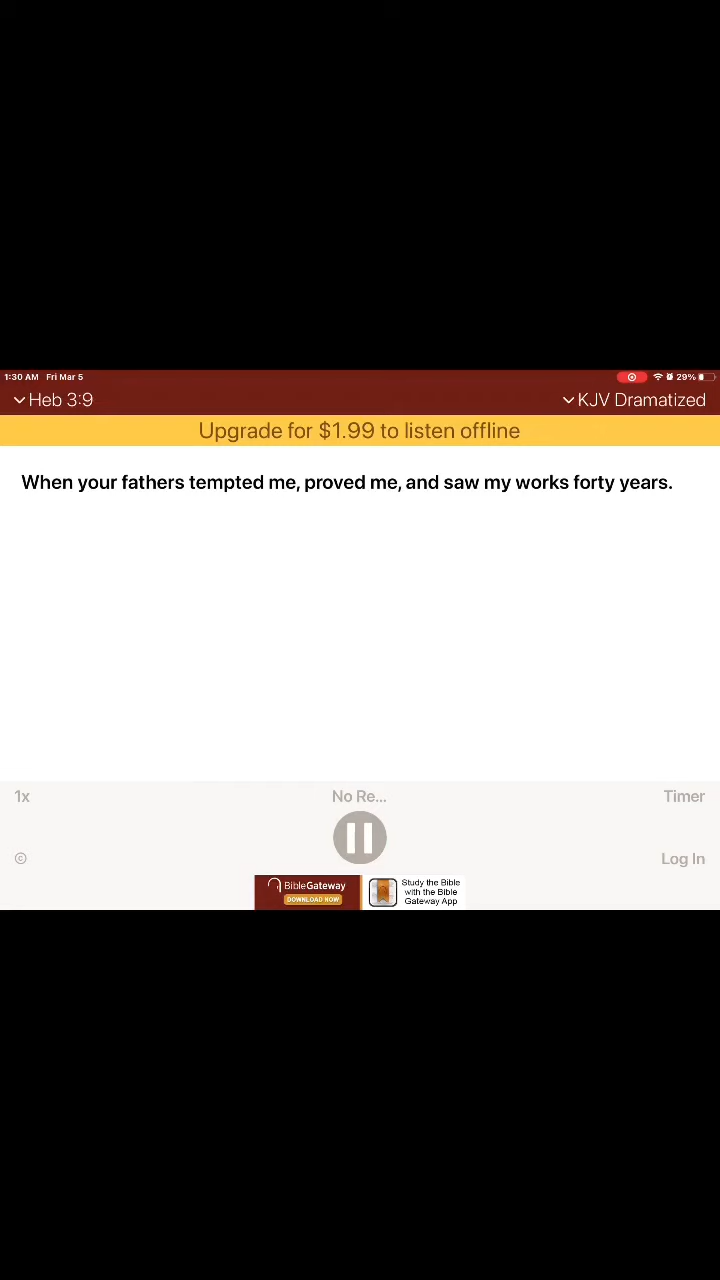 1:30 AM Fri Mar 5 29%
Heb 3:9 KJV Dramatized
Upgrade for $1.99 to listen offline
When your fathers tempted me, proved me, and saw my works forty years.
1x No Re... Timer
© Log In
BibleGateway
DOWNLOAD NOW
Study the Bible
with the Bible
Gateway App